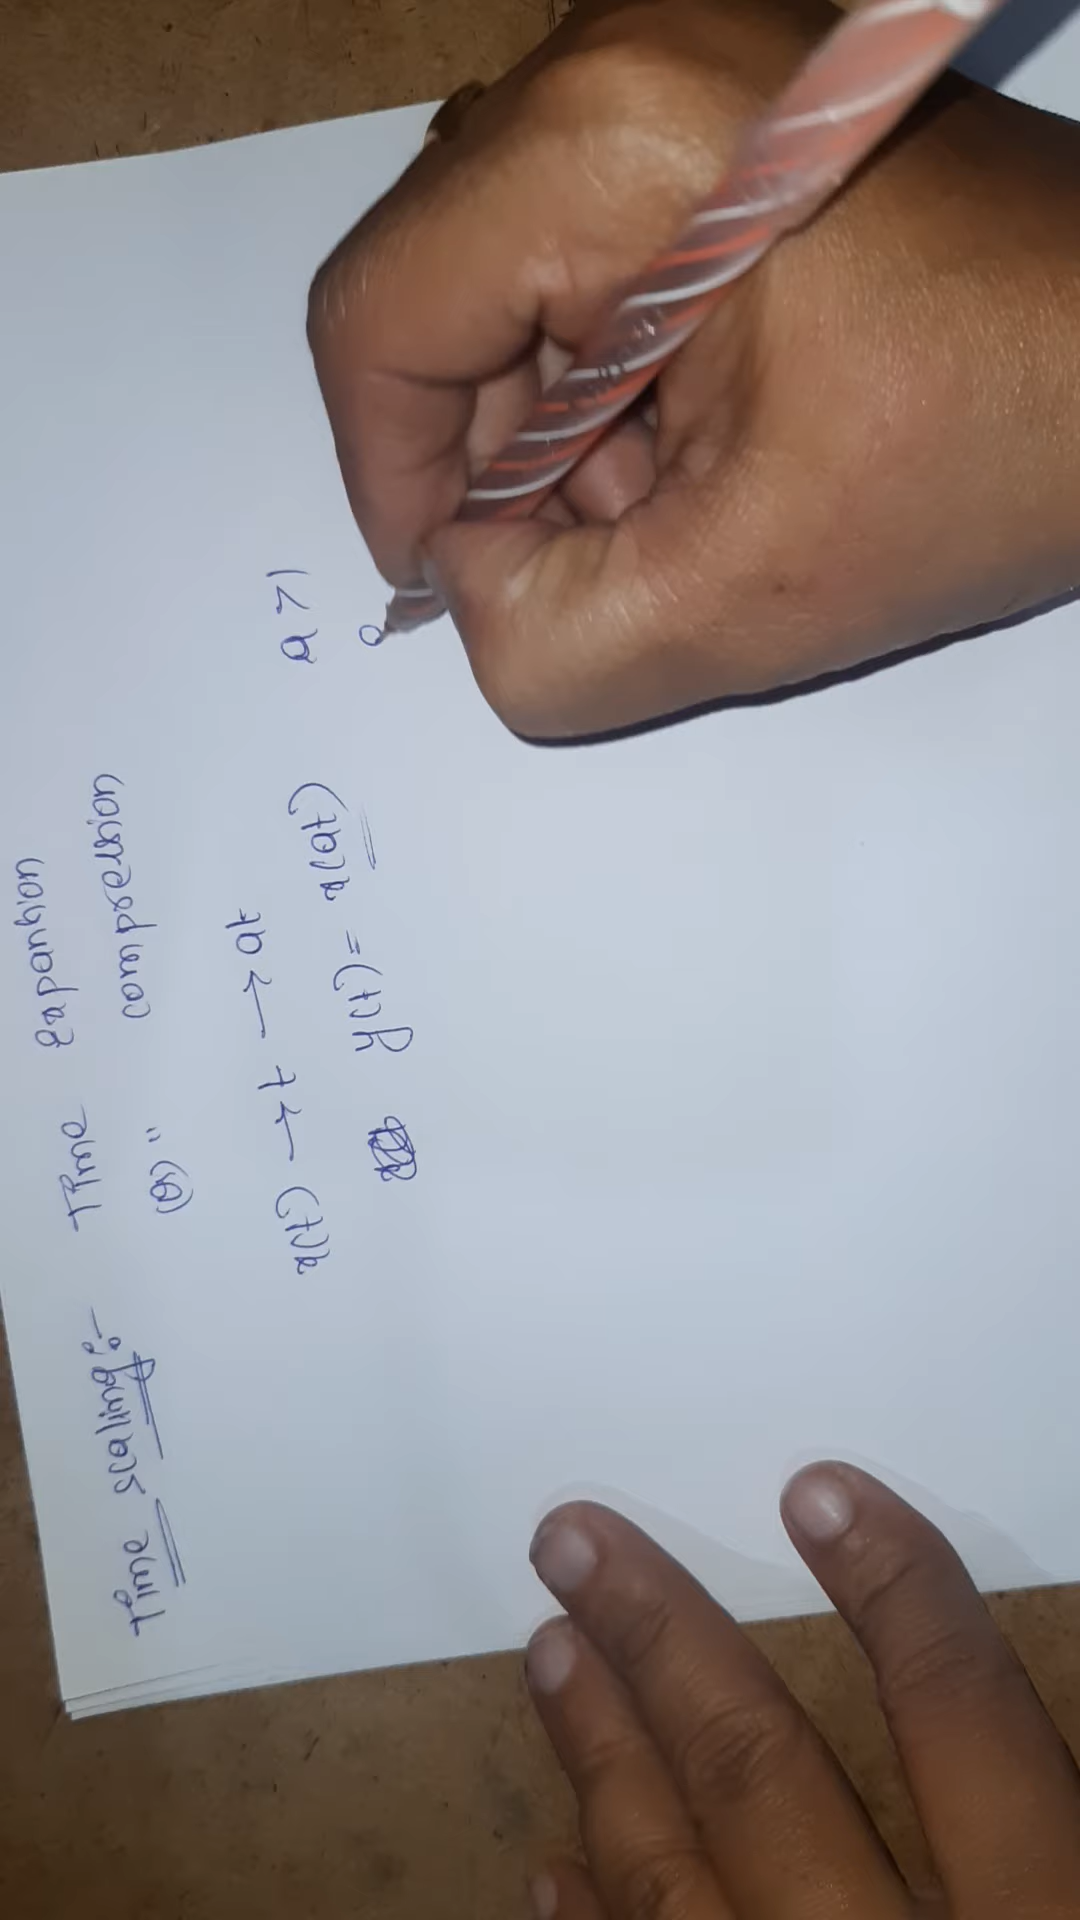 Time scaling:- Time Expansion
(or) " compression
x(t) → t → at
y(t) = x(at) a > 1